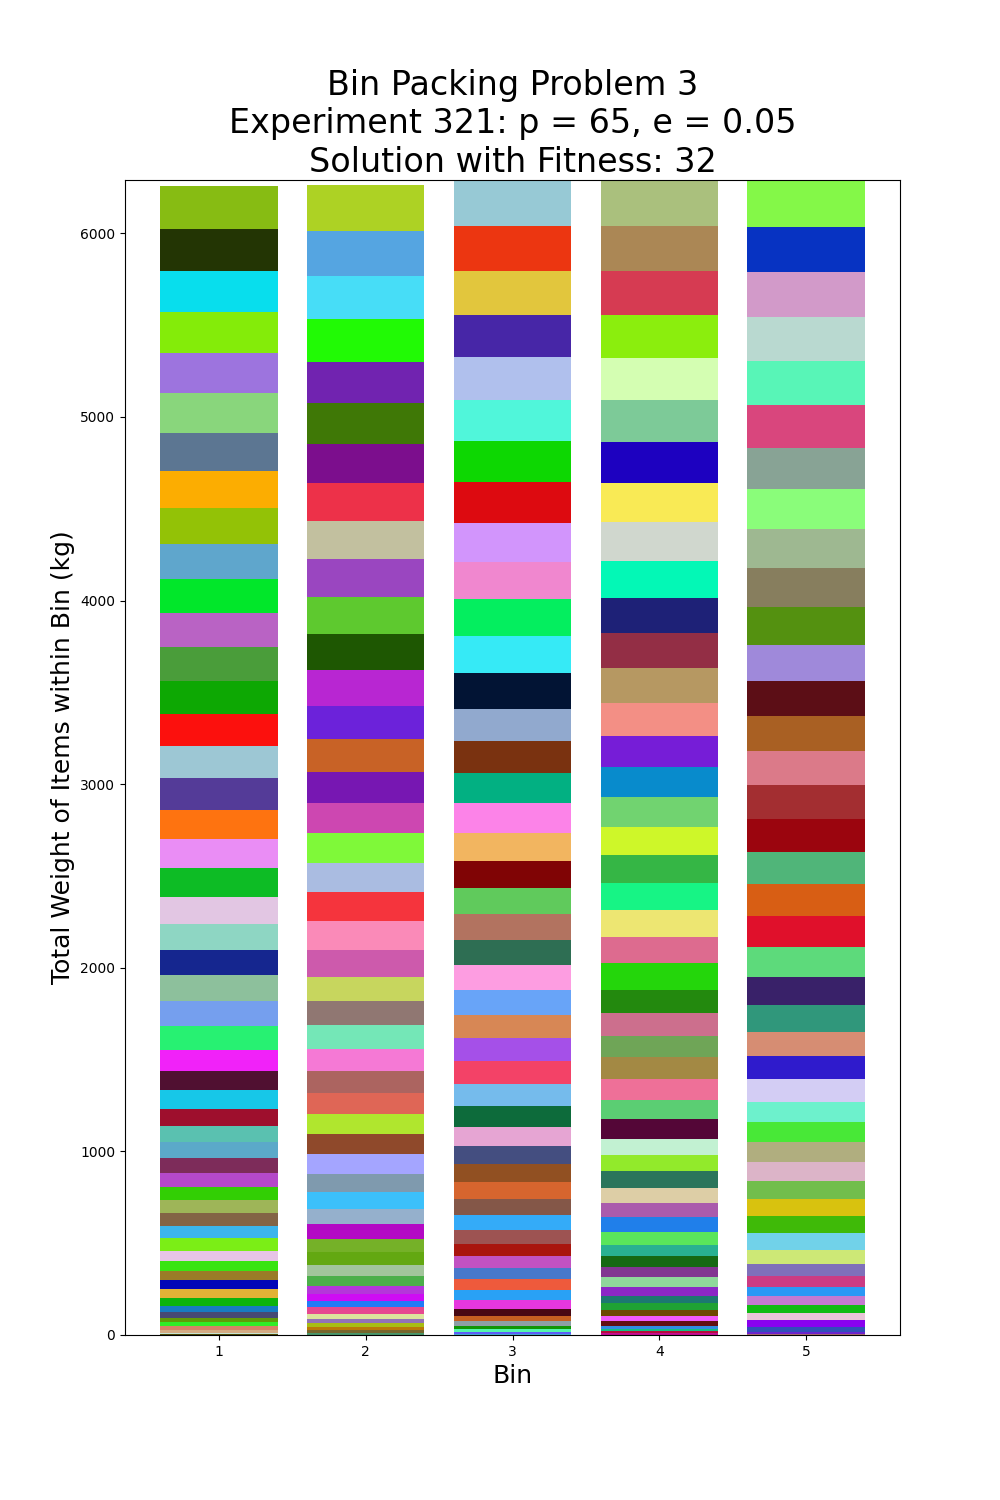 Bin Packing Problem 3
Experiment 321: p = 65, e = 0.05
Solution with Fitness: 32
Total Weight of Items within Bin (kg)
6000
5000
4000
3000
2000
1000
0
1 2 3 4 5
Bin